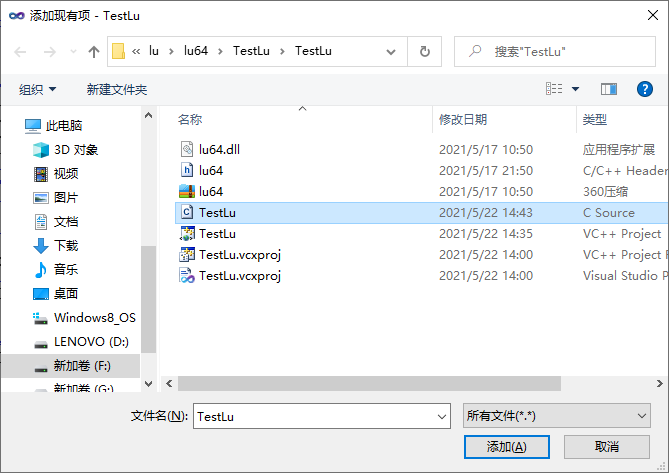 添加现有项 - TestLu
« lu › lu64 › TestLu › TestLu
搜索"TestLu"
组织 新建文件夹
此电脑
3D 对象
视频
图片
文档
下载
音乐
桌面
Windows8_OS
LENOVO (D:)
新加卷 (F:)
新加卷 (G:)
名称 修改日期 类型
lu64.dll 2021/5/17 10:50 应用程序扩展
lu64 2021/5/17 21:50 C/C++ Header
lu64 2021/5/17 10:50 360压缩
TestLu 2021/5/22 14:43 C Source
TestLu 2021/5/22 14:35 VC++ Project
TestLu.vcxproj 2021/5/22 14:00 VC++ Project F
TestLu.vcxproj 2021/5/22 14:00 Visual Studio P
文件名(N): TestLu 所有文件(*.*)
添加(A) 取消